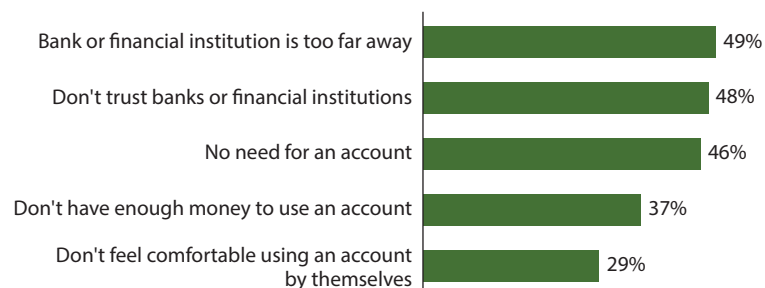 Bank or financial institution is too far away 49%
Don't trust banks or financial institutions 48%
No need for an account 46%
Don't have enough money to use an account 37%
Don't feel comfortable using an account
by themselves 29%